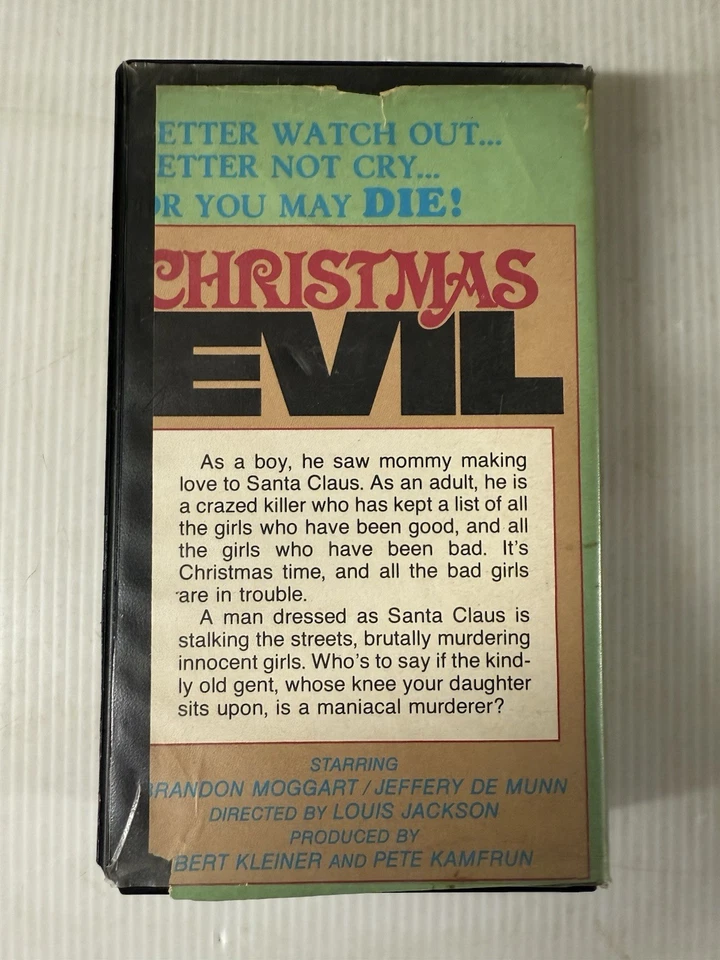 ETTER WATCH OUT...
ETTER NOT CRY...
OR YOU MAY DIE!
CHRISTMAS
EVIL
As a boy, he saw mommy making
love to Santa Claus. As an adult, he is
a crazed killer who has kept a list of all
the girls who have been good, and all
the girls who have been bad. It's
Christmas time, and all the bad girls
are in trouble.
A man dressed as Santa Claus is
stalking the streets, brutally murdering
innocent girls. Who's to say if the kind-
ly old gent, whose knee your daughter
sits upon, is a maniacal murderer?
STARRING
BRANDON MOGGART / JEFFERY DE MUNN
DIRECTED BY LOUIS JACKSON
PRODUCED BY
BERT KLEINER AND PETE KAMFRUN